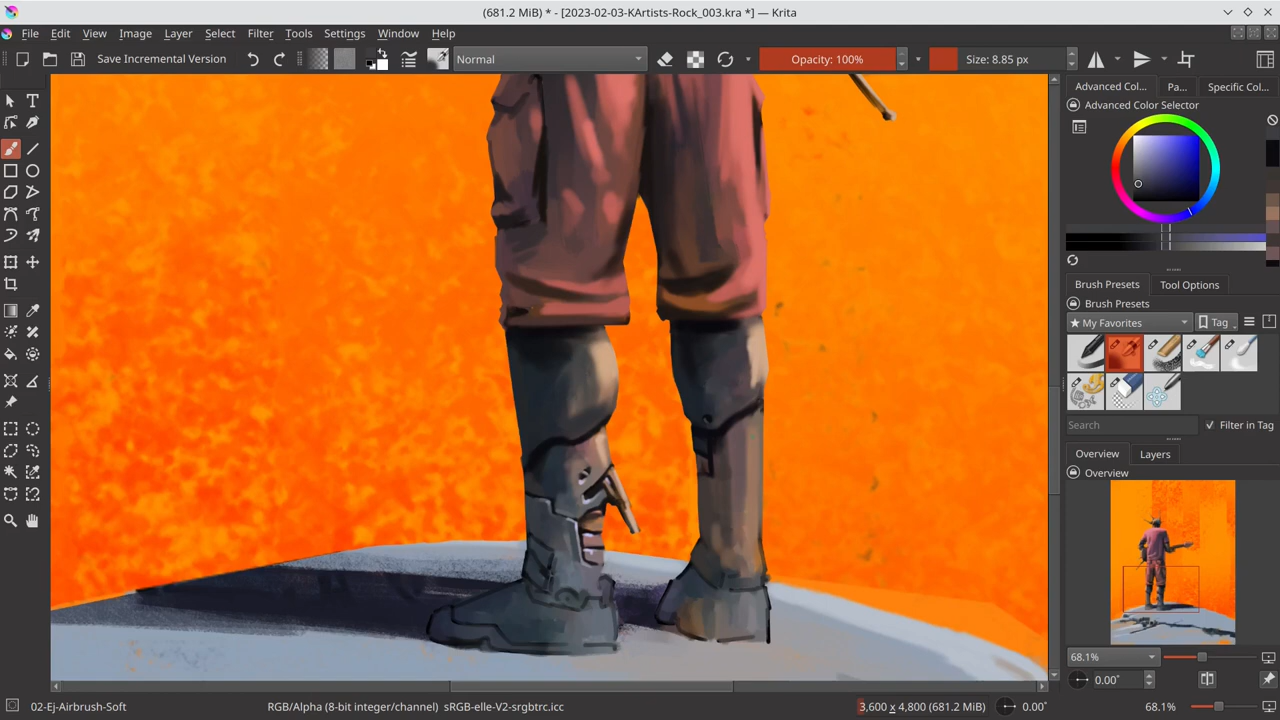 (681.2 MiB) * - [2023-02-03-KArtists-Rock_003.kra *] — Krita
File Edit View Image Layer Select Filter Tools Settings Window Help
Save Incremental Version
Normal
Opacity: 100%
Size: 8.85 px
Advanced Col...
Pa...
Specific Col...
Advanced Color Selector
Brush Presets
Tool Options
Brush Presets
★ My Favorites
Tag
Search
Filter in Tag
Overview
Layers
Overview
68.1%
0.00°
02-Ej-Airbrush-Soft
RGB/Alpha (8-bit integer/channel) sRGB-elle-V2-srgbtrc.icc
3,600 x 4,800 (681.2 MiB)
0.00°
68.1%